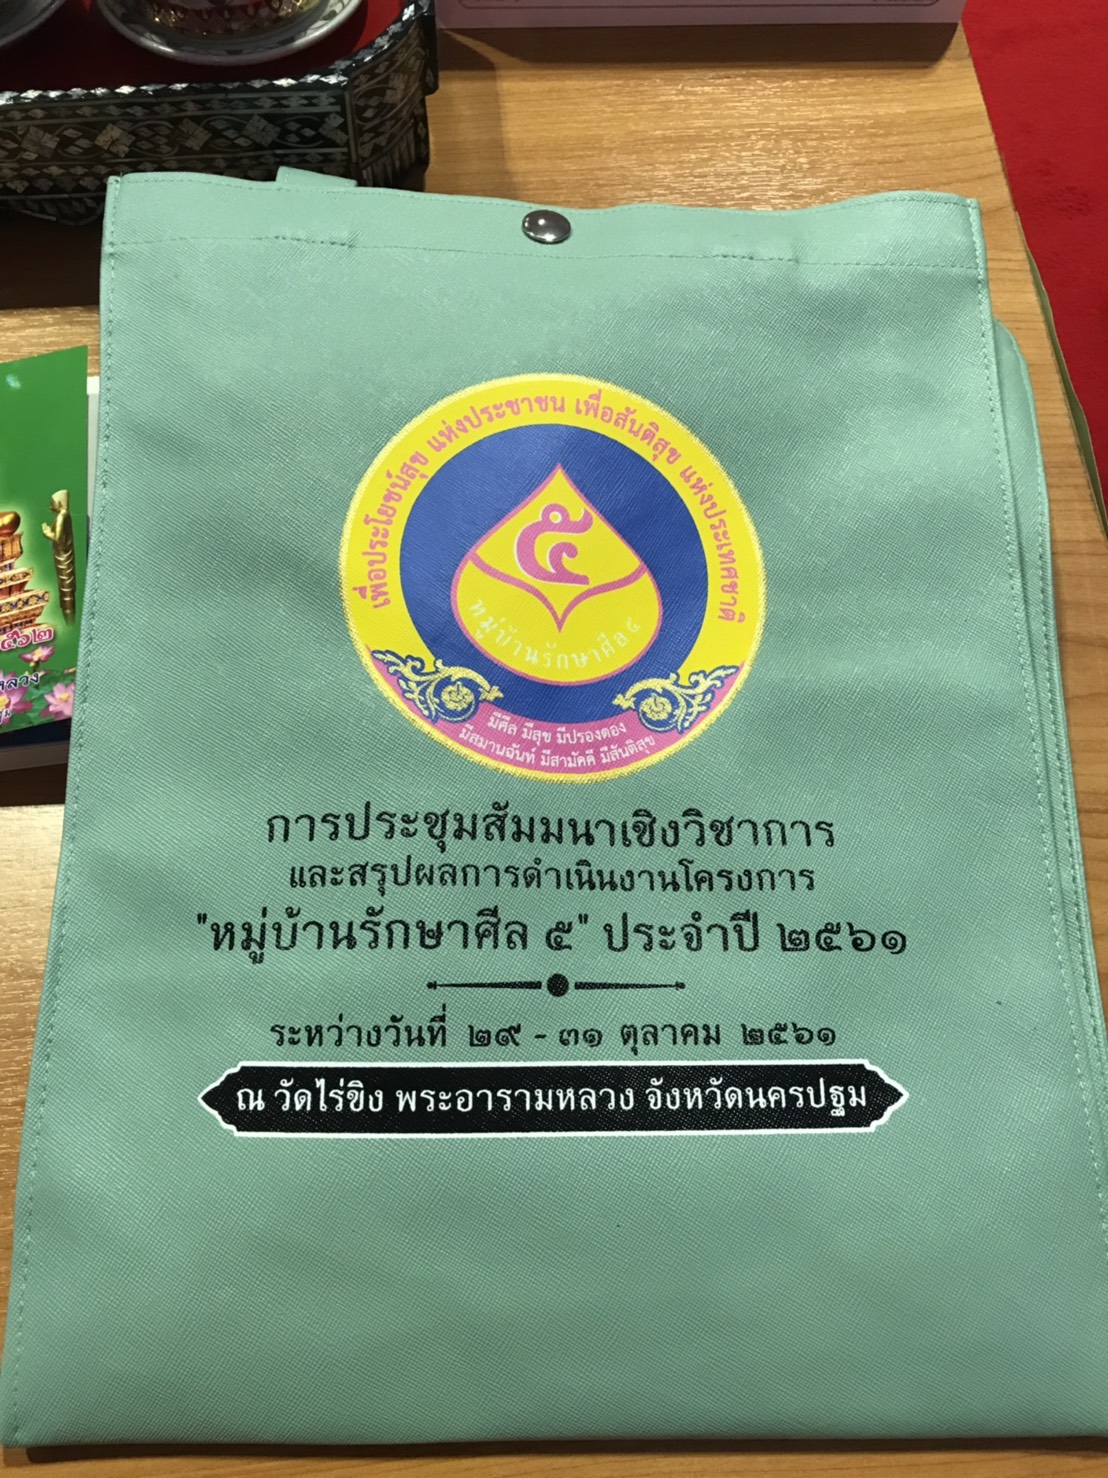 เพื่อประโยชน์สุข แห่งประชาชน เพื่อสันติสุข แห่งประเทศชาติ
๕
หมู่บ้านรักษาศีล ๕
มีศีล มีสุข มีปรองดอง
มีสมานฉันท์ มีสามัคคี มีสันติสุข
การประชุมสัมมนาเชิงวิชาการ
และสรุปผลการดำเนินงานโครงการ
"หมู่บ้านรักษาศีล ๕" ประจำปี ๒๕๖๑
ระหว่างวันที่ ๒๙ - ๓๑ ตุลาคม ๒๕๖๑
ณ วัดไร่ขิง พระอารามหลวง จังหวัดนครปฐม